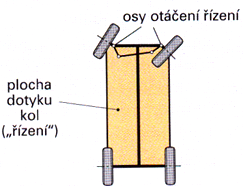 osy otáčení řízení
plocha
dotyku
kol
(„řízení“)